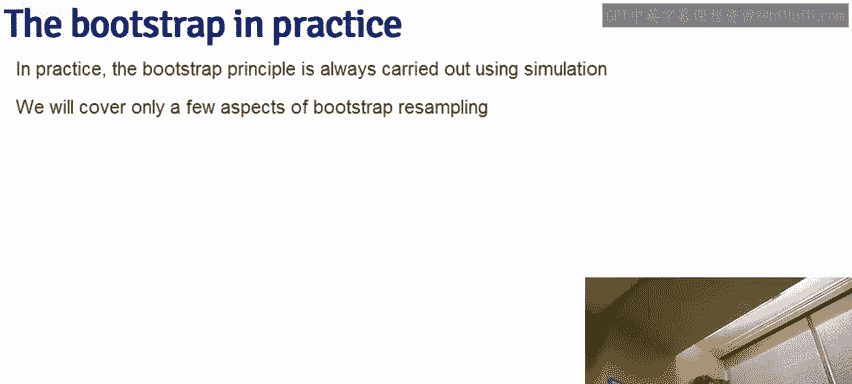 The bootstrap in practice
In practice, the bootstrap principle is always carried out using simulation
We will cover only a few aspects of bootstrap resampling